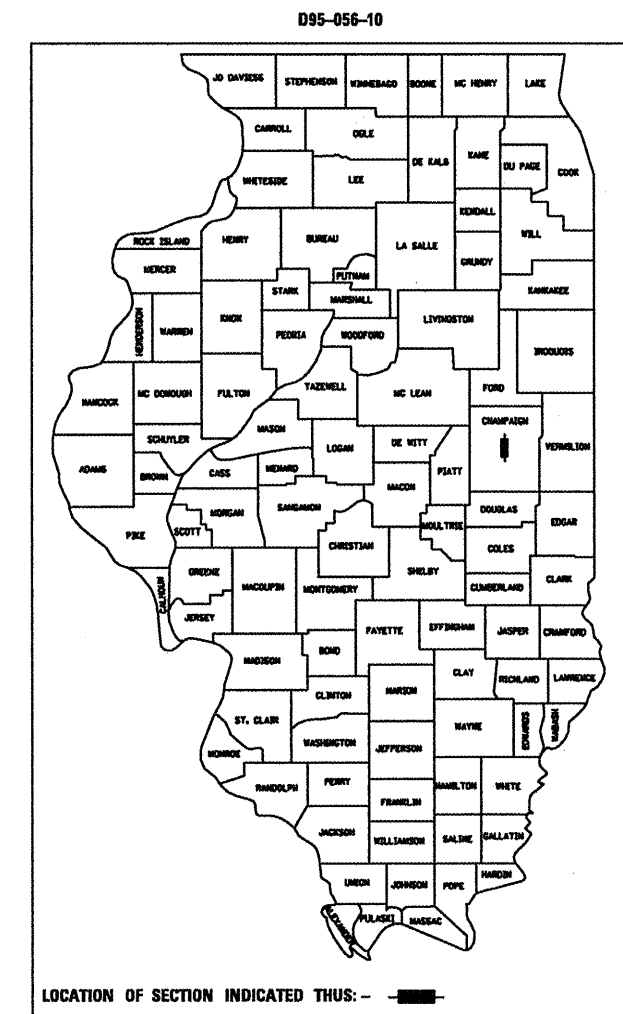 D95-056-10
JO DAVIESS STEPHENSON WINNEBAGO BOONE MC HENRY LAKE
CARROLL OGLE DE KALB KANE DU PAGE COOK
WHITESIDE LEE KENDALL WILL
ROCK ISLAND HENRY BUREAU LA SALLE GRUNDY
MERCER STARK PUTNAM MARSHALL KANKAKEE
HENDERSON WARREN KNOX PEORIA WOODFORD LIVINGSTON IROQUOIS
HANCOCK MC DONOUGH FULTON TAZEWELL MC LEAN FORD
CHAMPAIGN
SCHUYLER MASON LOGAN DE WITT PIATT VERMILION
ADAMS BROWN CASS MENARD MACON
PIKE SCOTT MORGAN SANGAMON CHRISTIAN MOULTRIE DOUGLAS EDGAR
COLES
CALHOUN GREENE MACOUPIN MONTGOMERY SHELBY CUMBERLAND CLARK
JERSEY
MADISON BOND FAYETTE EFFINGHAM JASPER CRAWFORD
CLINTON MARION CLAY RICHLAND LAWRENCE
ST. CLAIR WASHINGTON JEFFERSON WAYNE EDWARDS WABASH
MONROE
RANDOLPH PERRY FRANKLIN HAMILTON WHITE
JACKSON WILLIAMSON SALINE GALLATIN
UNION JOHNSON POPE HARDIN
ALEXANDER PULASKI MASSAC
LOCATION OF SECTION INDICATED THUS: -